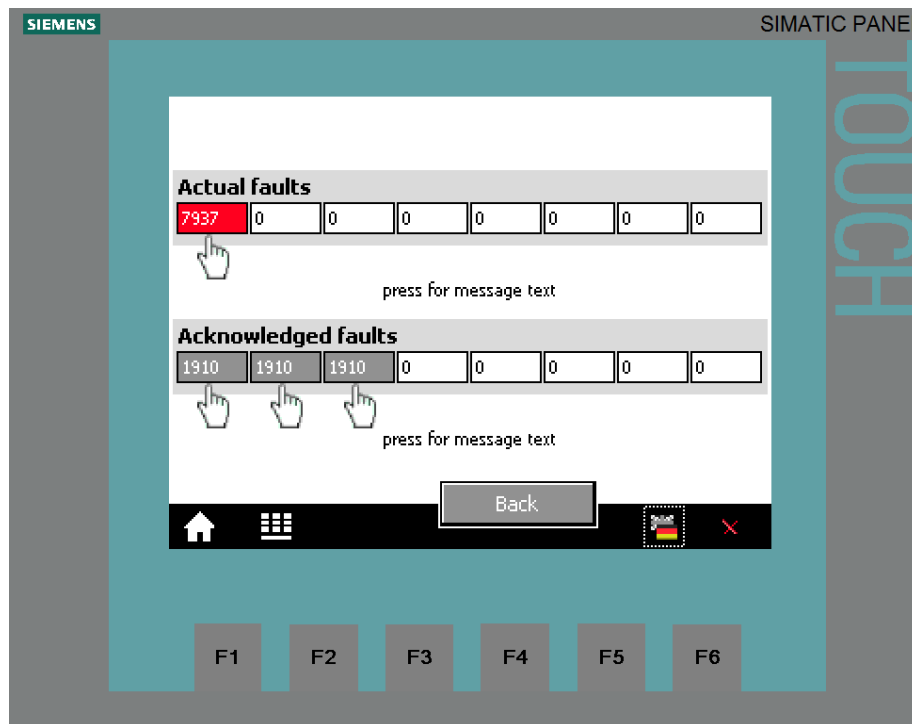 SIEMENS
SIMATIC PANE
TOUCH
Actual faults
7937 0 0 0 0 0 0 0
press for message text
Acknowledged faults
1910 1910 1910 0 0 0 0 0
press for message text
Back
F1 F2 F3 F4 F5 F6